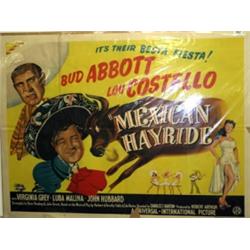 IT'S THEIR BESTA FIESTA!
BUD ABBOTT
LOU COSTELLO
MEXICAN
HAYRIDE
with VIRGINIA GREY · LUBA MALINA · JOHN HUBBARD
A UNIVERSAL-INTERNATIONAL PICTURE